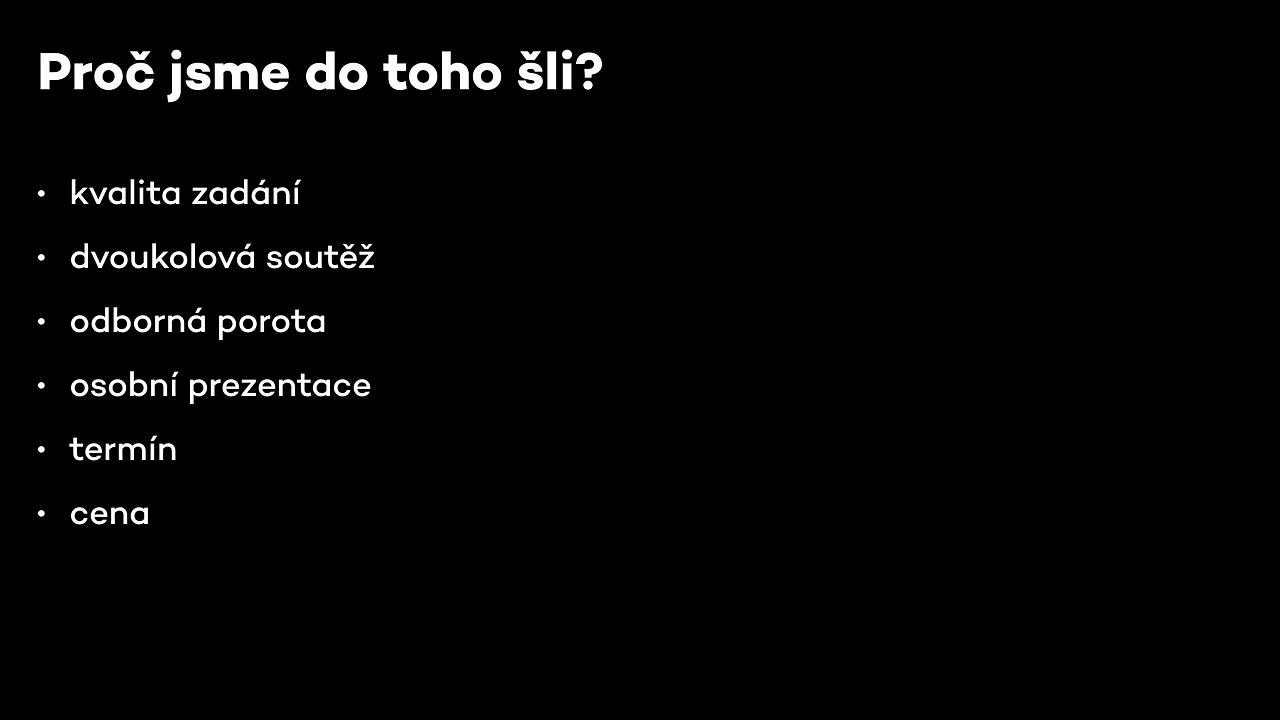 Proč jsme do toho šli?
• kvalita zadání
• dvoukolová soutěž
• odborná porota
• osobní prezentace
• termín
• cena